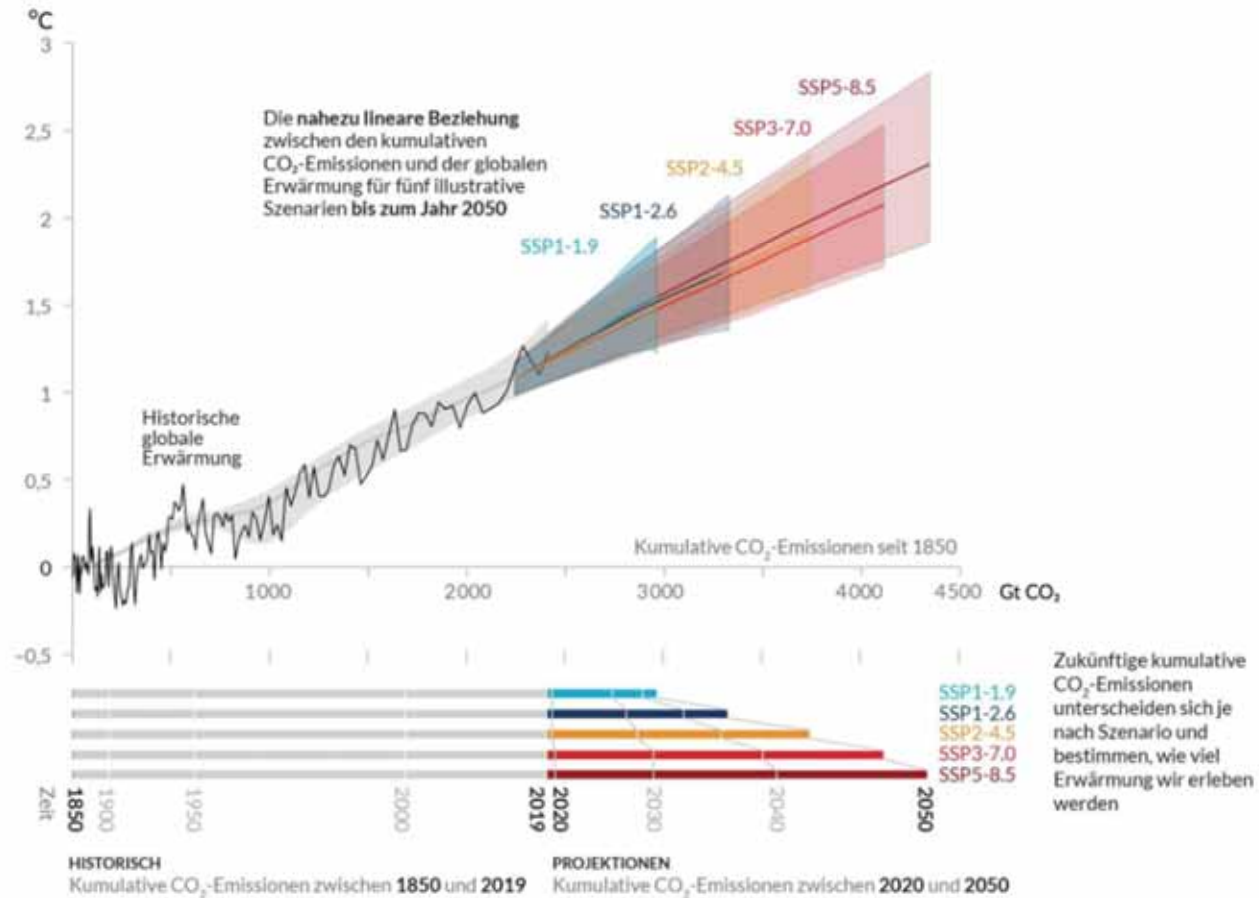 °C
3
2,5
2
1,5
1
0,5
0
-0,5
Die nahezu lineare Beziehung
zwischen den kumulativen
CO₂-Emissionen und der globalen
Erwärmung für fünf illustrative
Szenarien bis zum Jahr 2050
SSP5-8.5
SSP3-7.0
SSP2-4.5
SSP1-2.6
SSP1-1.9
Historische
globale
Erwärmung
Kumulative CO₂-Emissionen seit 1850
1000
2000
3000
4000
4500
Gt CO₂
SSP1-1.9
SSP1-2.6
SSP2-4.5
SSP3-7.0
SSP5-8.5
Zukünftige kumulative
CO₂-Emissionen
unterscheiden sich je
nach Szenario und
bestimmen, wie viel
Erwärmung wir erleben
werden
Zeit
1850
1900
1950
2000
2019
2020
2030
2040
2050
HISTORISCH
Kumulative CO₂-Emissionen zwischen 1850 und 2019
PROJEKTIONEN
Kumulative CO₂-Emissionen zwischen 2020 und 2050